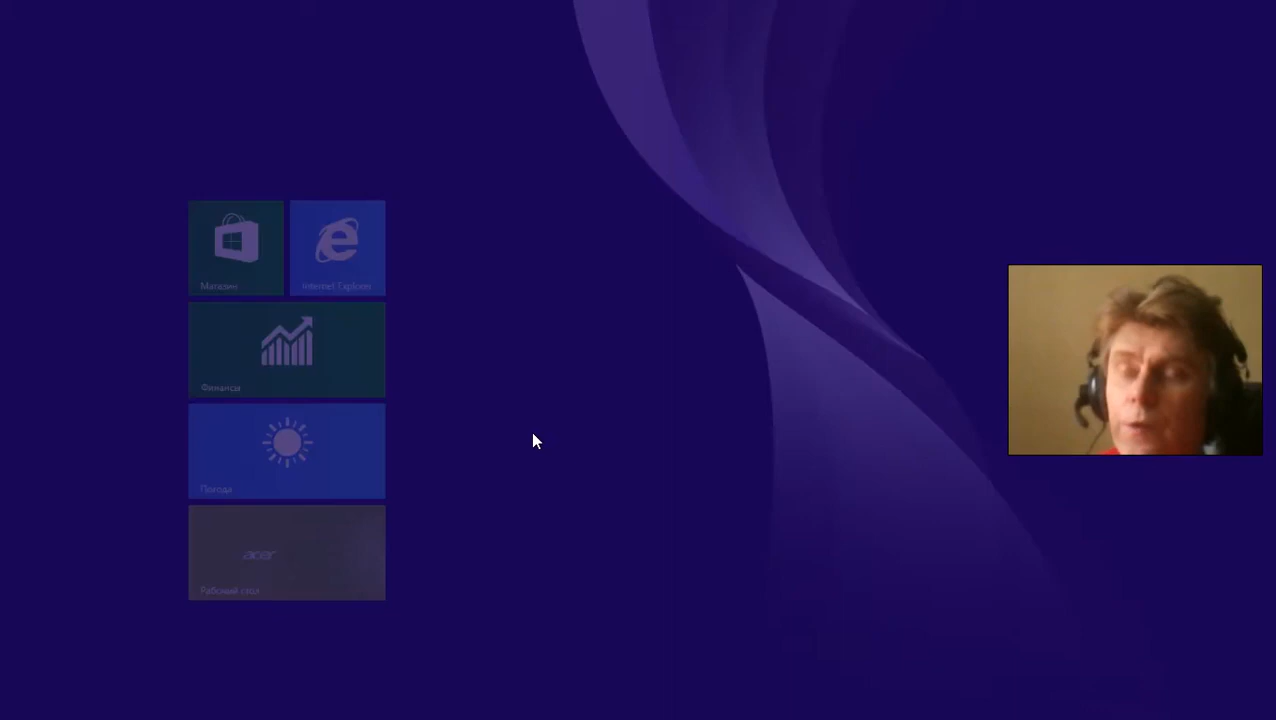 Магазин
Internet Explorer
Финансы
Погода
acer
Рабочий стол